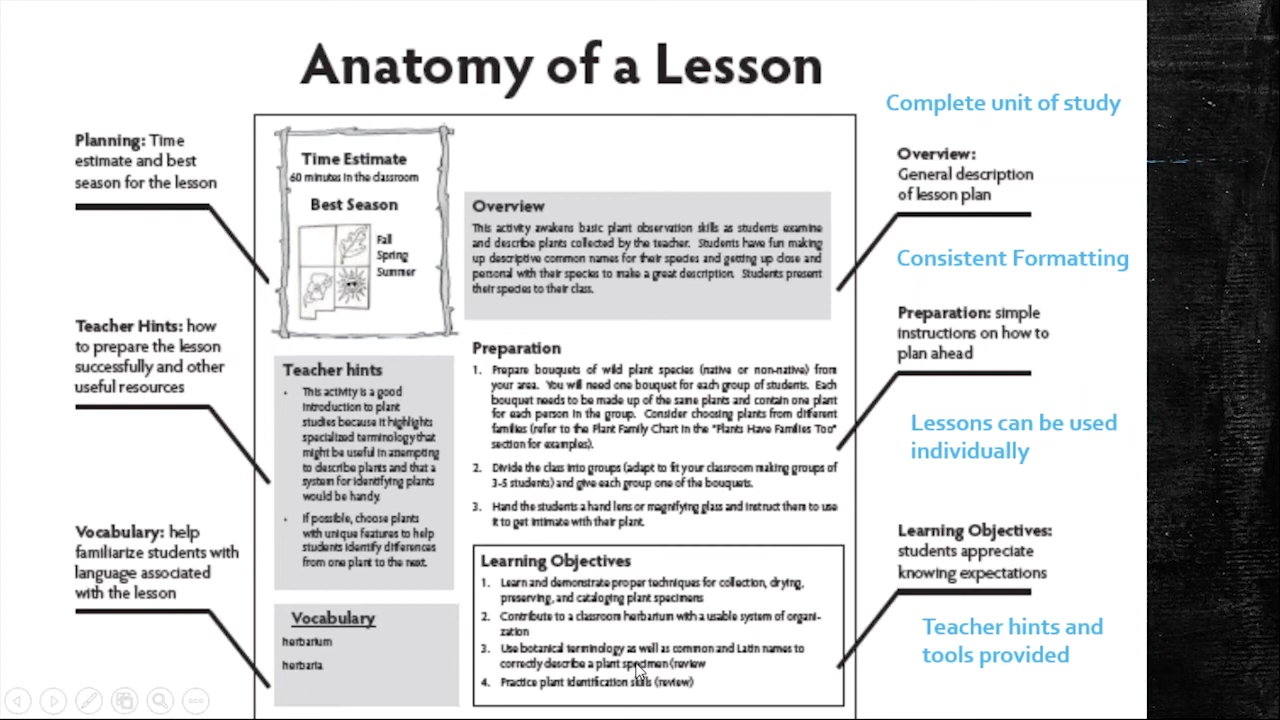 Anatomy of a Lesson
Complete unit of study
Planning: Time
estimate and best
season for the lesson
Time Estimate
60 minutes in the classroom
Best Season
Fall
Spring
Summer
Overview
This activity awakens basic plant observation skills as students examine
and describe plants collected by the teacher. Students have fun making
up descriptive common names for their species and getting up close and
personal with their species to make a great description. Students present
their species to their class.
Overview:
General description
of lesson plan
Consistent Formatting
Teacher Hints: how
to prepare the lesson
successfully and other
useful resources
Teacher hints
• This activity is a good
introduction to plant
studies because it highlights
specialized terminology that
might be useful in attempting
to describe plants and that a
system for identifying plants
would be handy.
• If possible, choose plants
with unique features to help
students identify differences
from one plant to the next.
Preparation
1. Prepare bouquets of wild plant species (native or non-native) from
your area. You will need one bouquet for each group of students. Each
bouquet needs to be made up of the same plants and contain one plant
for each person in the group. Consider choosing plants from different
families (refer to the Plant Family Chart in the "Plants Have Families Too"
section for examples).
2. Divide the class into groups (adapt to fit your classroom making groups of
3-5 students) and give each group one of the bouquets.
3. Hand the students a hand lens or magnifying glass and instruct them to use
it to get intimate with their plant.
Preparation: simple
instructions on how to
plan ahead
Lessons can be used
individually
Vocabulary: help
familiarize students with
language associated
with the lesson
Vocabulary
herbarium
herbaria
Learning Objectives
1. Learn and demonstrate proper techniques for collection, drying,
preserving, and cataloging plant specimens
2. Contribute to a classroom herbarium with a usable system of organi-
zation
3. Use botanical terminology as well as common and Latin names to
correctly describe a plant specimen (review
4. Practice plant identification skills (review)
Learning Objectives:
students appreciate
knowing expectations
Teacher hints and
tools provided